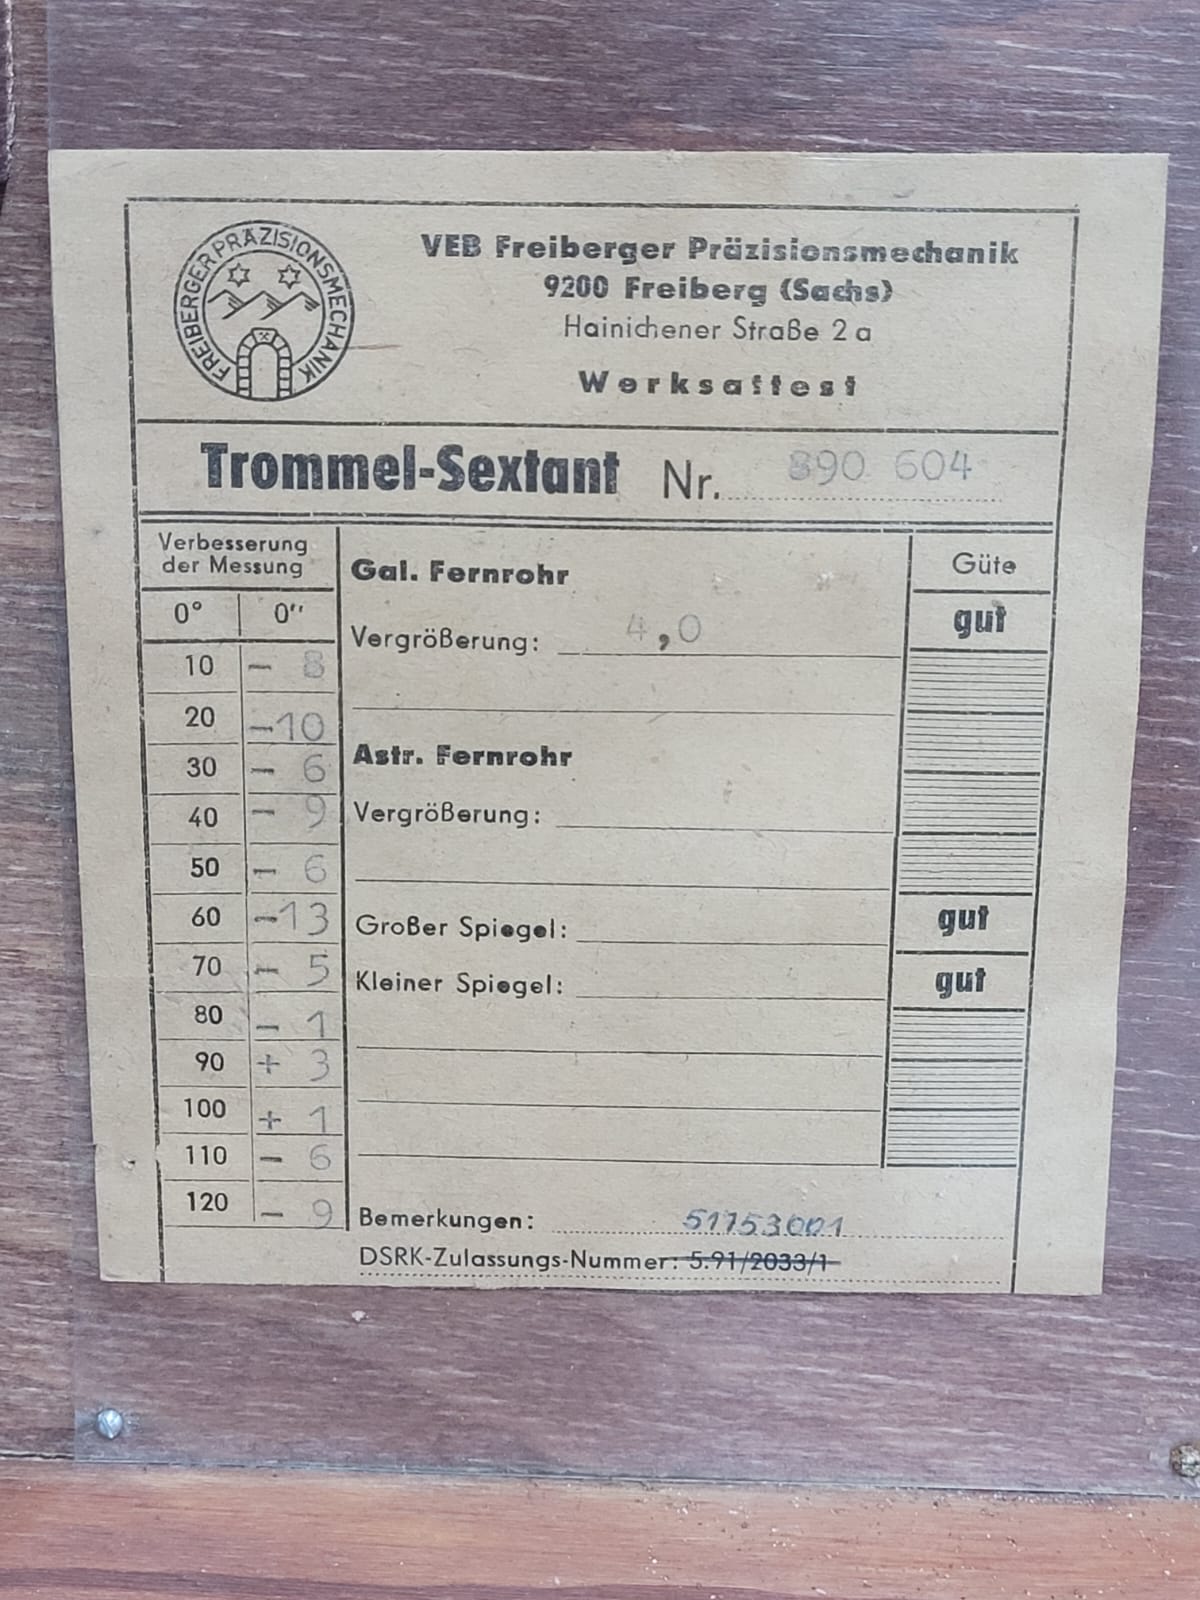 FREIBERGER PRÄZISIONSMECHANIK
VEB Freiberger Präzisionsmechanik
9200 Freiberg (Sachs)
Hainichener Straße 2a
Werksattest
Trommel-Sextant Nr. 890 604
Verbesserung
der Messung
0° 0''
10 - 8
20 -10
30 - 6
40 - 9
50 - 6
60 -13
70 - 5
80 - 1
90 + 3
100 + 1
110 - 6
120 - 9
Gal. Fernrohr
Vergrößerung: 4,0
Astr. Fernrohr
Vergrößerung:
Großer Spiegel:
Kleiner Spiegel:
Güte
gut
gut
gut
Bemerkungen: 51153001
DSRK-Zulassungs-Nummer: 5.91/2033/1